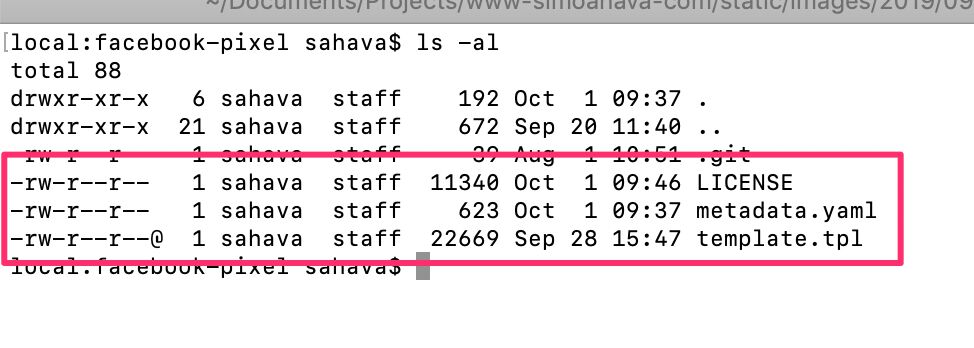 ~/Documents/Projects/www-simoahava-com/static/images/2019/09
[local:facebook-pixel sahava$ ls -al
total 88
drwxr-xr-x   6 sahava  staff    192 Oct  1 09:37 .
drwxr-xr-x  21 sahava  staff    672 Sep 20 11:40 ..
-rw-r--r--   1 sahava  staff     39 Aug  1 10:51 .git
-rw-r--r--   1 sahava  staff  11340 Oct  1 09:46 LICENSE
-rw-r--r--   1 sahava  staff    623 Oct  1 09:37 metadata.yaml
-rw-r--r--@  1 sahava  staff  22669 Sep 28 15:47 template.tpl
local:facebook-pixel sahava$